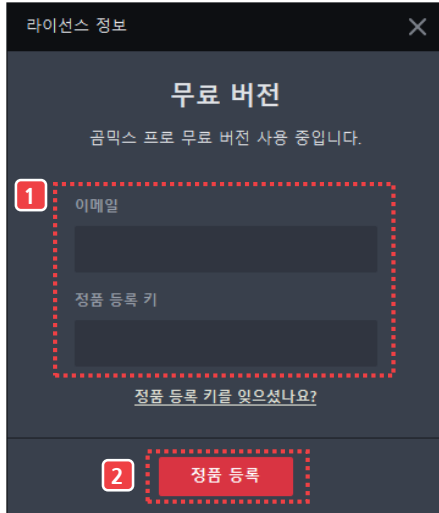 라이선스 정보
무료 버전
곰믹스 프로 무료 버전 사용 중입니다.
1
이메일
정품 등록 키
정품 등록 키를 잊으셨나요?
2
정품 등록